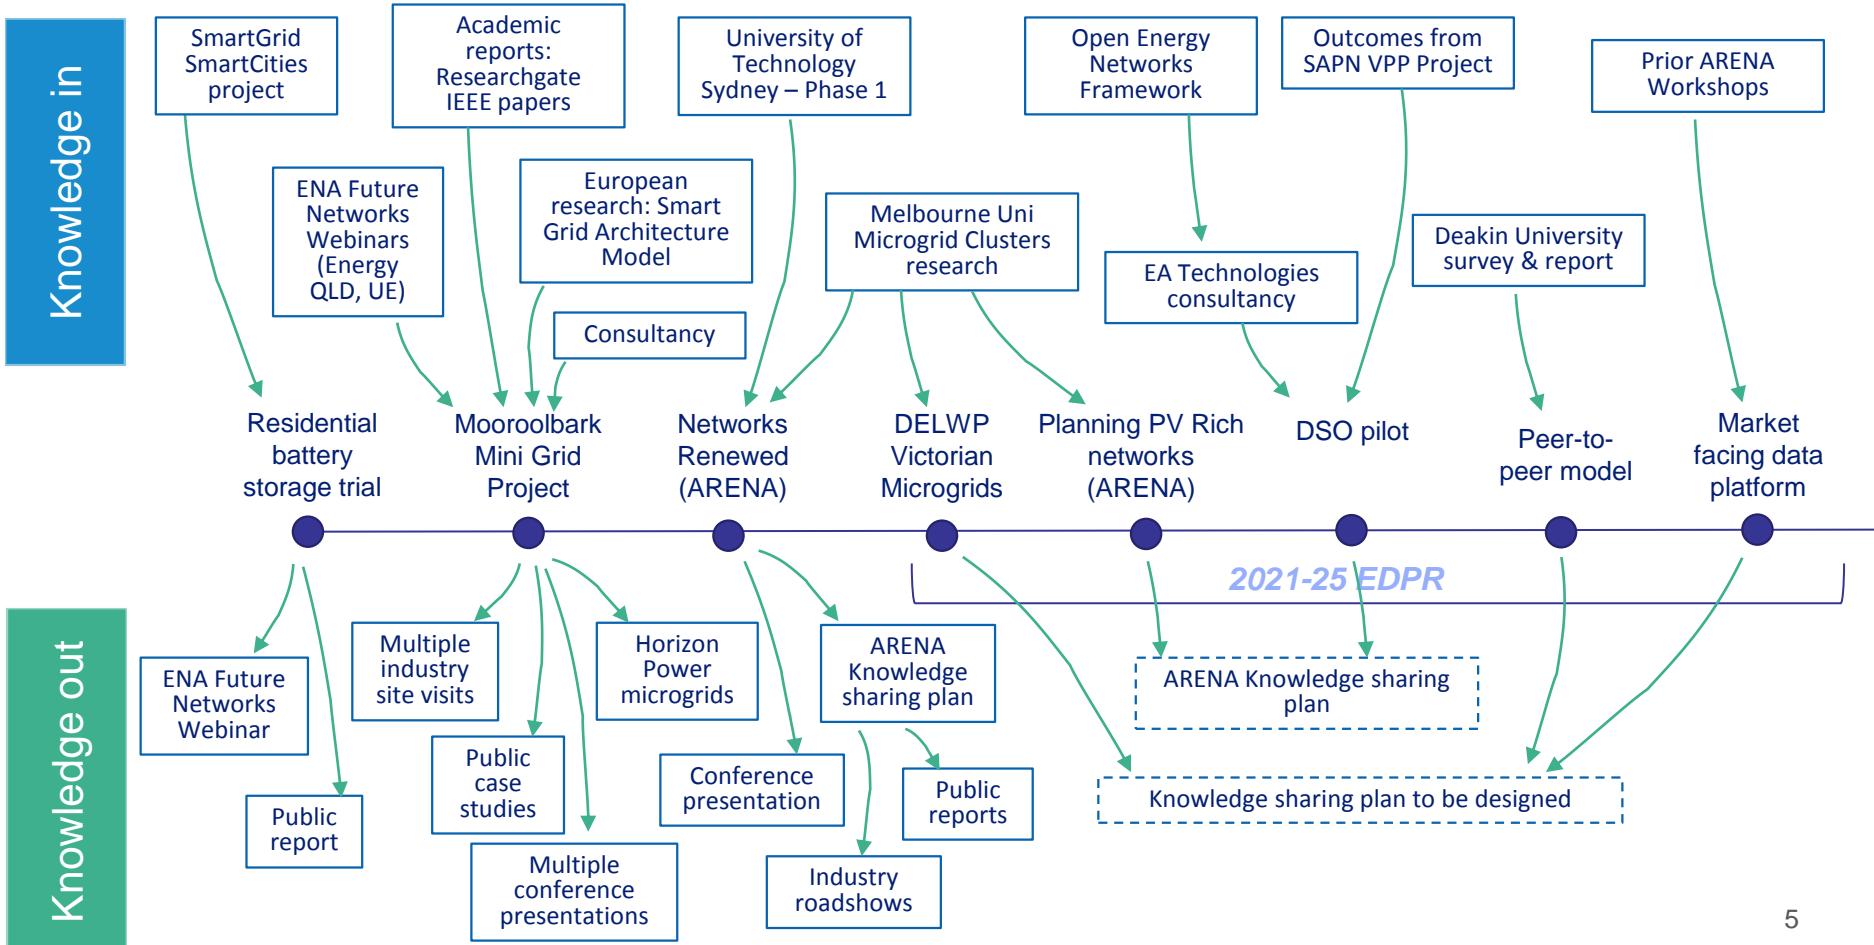 Knowledge in
SmartGrid
SmartCities
project
Academic
reports:
Researchgate
IEEE papers
University of
Technology
Sydney – Phase 1
Open Energy
Networks
Framework
Outcomes from
SAPN VPP Project
Prior ARENA
Workshops
ENA Future
Networks
Webinars
(Energy
QLD, UE)
European
research: Smart
Grid Architecture
Model
Consultancy
Melbourne Uni
Microgrid Clusters
research
EA Technologies
consultancy
Deakin University
survey & report
Residential
battery
storage trial
Mooroolbark
Mini Grid
Project
Networks
Renewed
(ARENA)
DELWP
Victorian
Microgrids
Planning PV Rich
networks
(ARENA)
DSO pilot
Peer-to-
peer model
Market
facing data
platform
2021-25 EDPR
Knowledge out
ENA Future
Networks
Webinar
Public
report
Multiple
industry
site visits
Public
case
studies
Multiple
conference
presentations
Horizon
Power
microgrids
Conference
presentation
ARENA
Knowledge
sharing plan
Industry
roadshows
Public
reports
ARENA Knowledge sharing
plan
Knowledge sharing plan to be designed
5